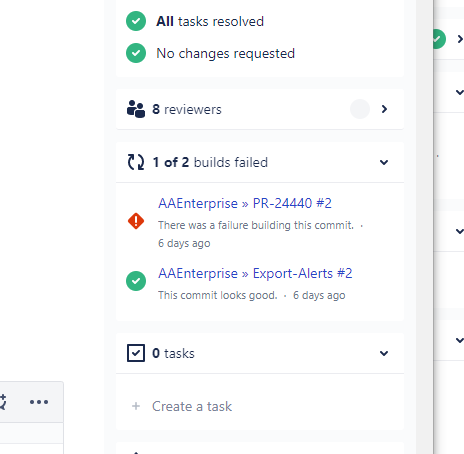 All tasks resolved
No changes requested
8 reviewers
1 of 2 builds failed
AAEnterprise » PR-24440 #2
There was a failure building this commit. ·
6 days ago
AAEnterprise » Export-Alerts #2
This commit looks good. · 6 days ago
0 tasks
+ Create a task